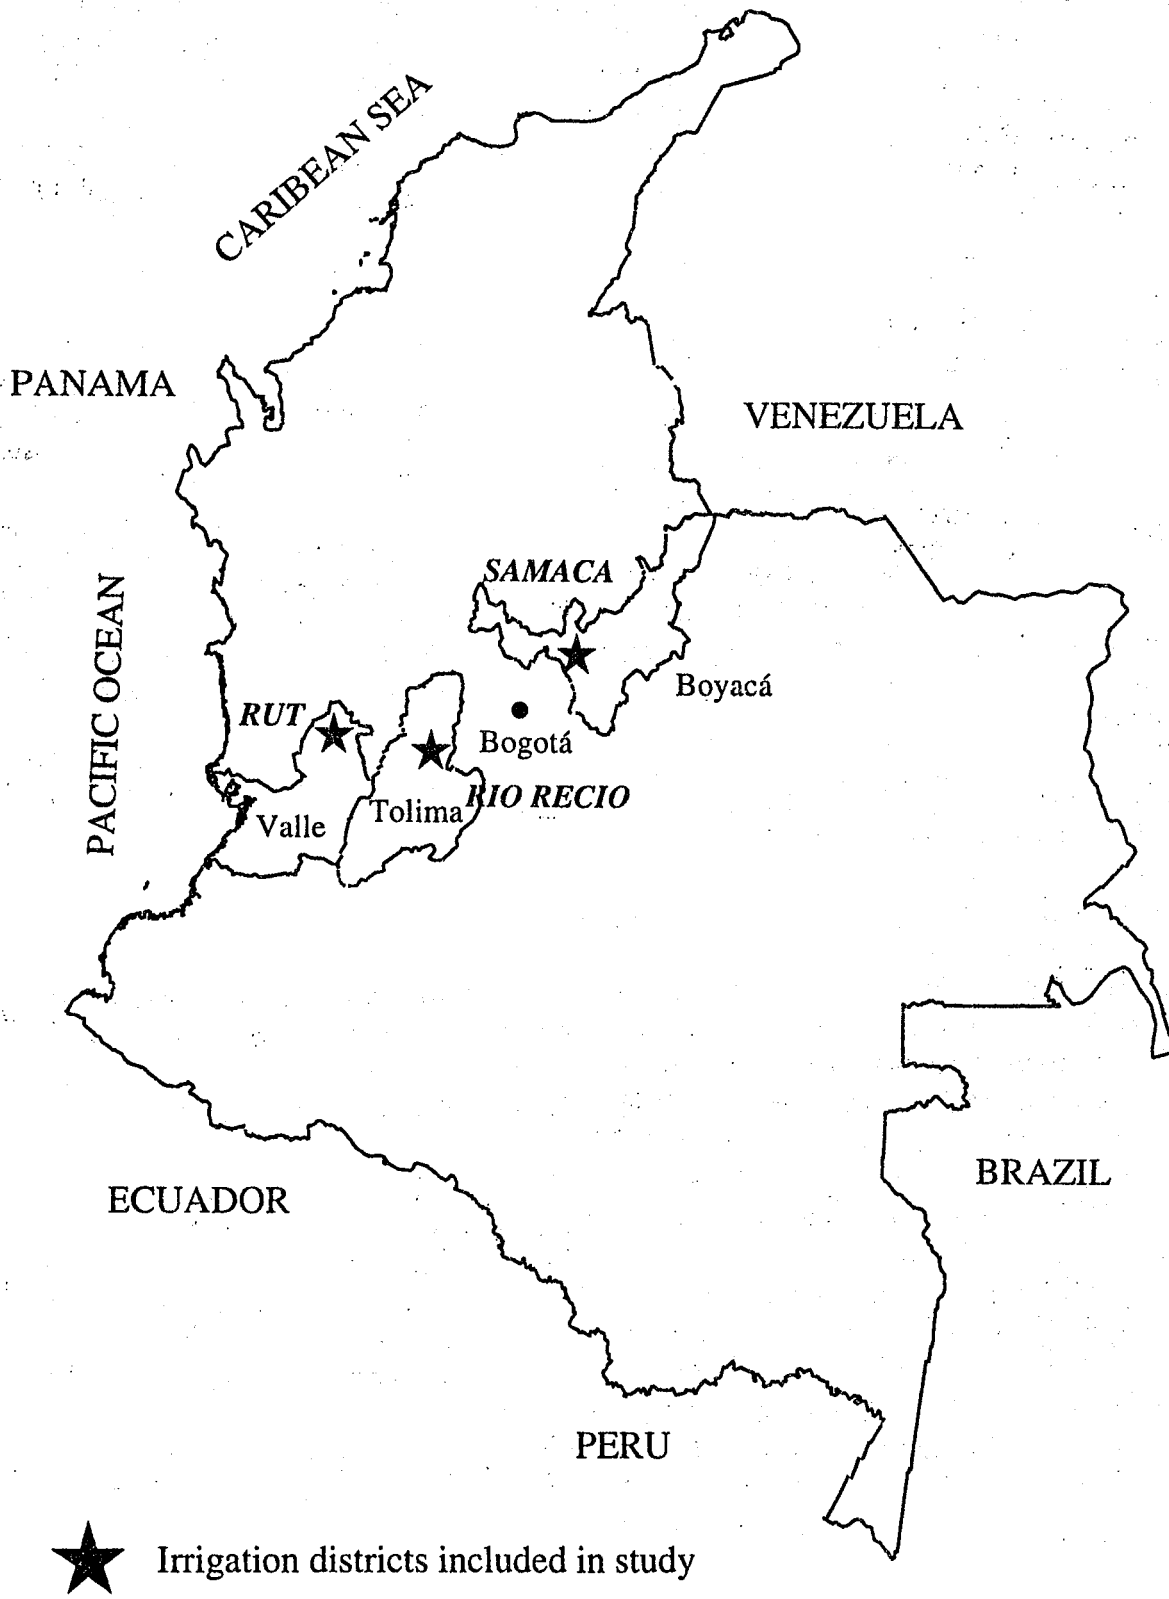 CARIBEAN SEA
PANAMA
VENEZUELA
SAMACA
PACIFIC OCEAN
Boyacá
RUT
Bogotá
RIO RECIO
Tolima
Valle
BRAZIL
ECUADOR
PERU
Irrigation districts included in study